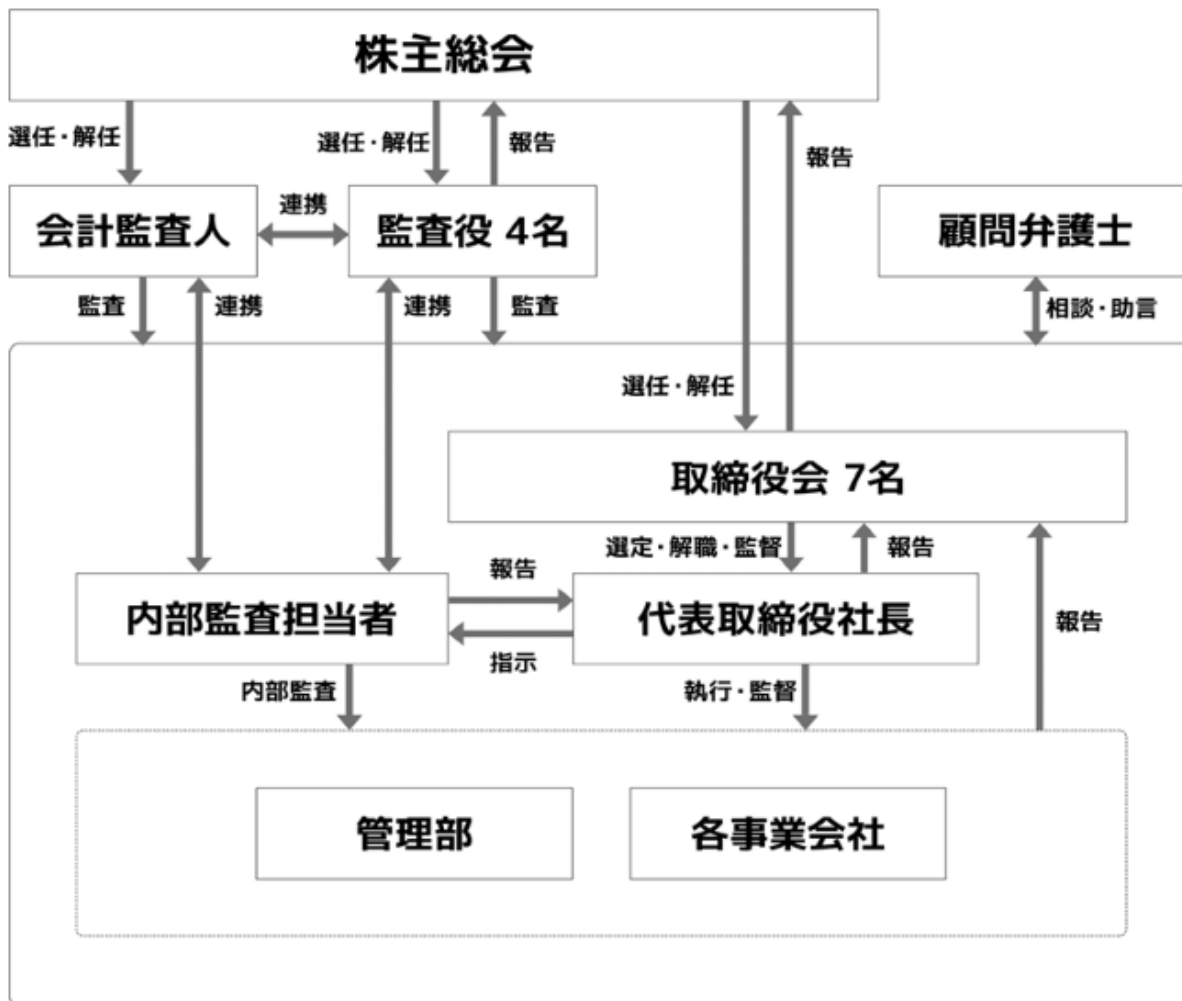 株主総会
選任・解任
選任・解任
報告
報告
会計監査人
連携
監査役 4名
顧問弁護士
監査
連携
連携
監査
相談・助言
選任・解任
取締役会 7名
選定・解職・監督
報告
報告
内部監査担当者
代表取締役社長
報告
指示
内部監査
執行・監督
管理部
各事業会社